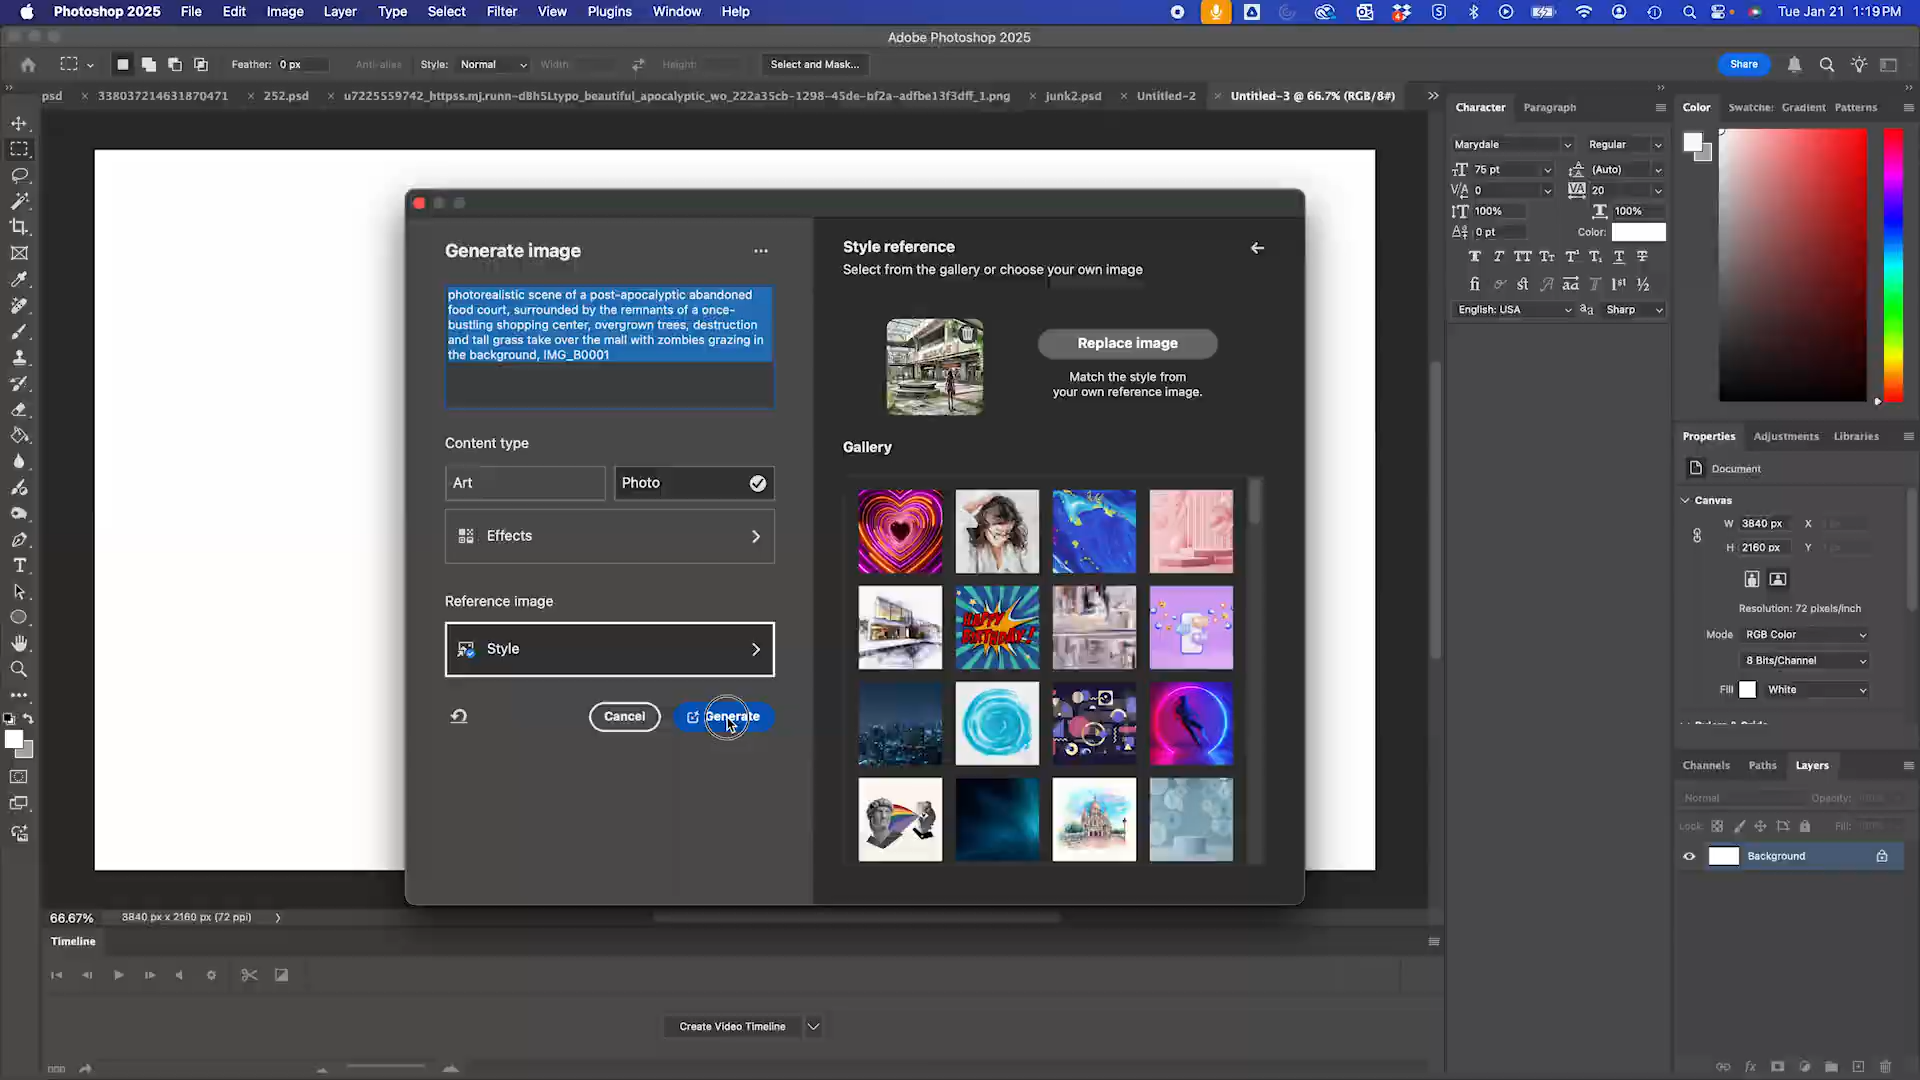 Photoshop 2025 File Edit Image Layer Type Select Filter View Plugins Window Help Tue Jan 21 1:19 PM
Adobe Photoshop 2025
Feather: 0 px Anti-alias Style: Normal Width: Height: Select and Mask... Share
psd × 338037214631870471 × 252.psd × u7225559742_httpss.mj.runn-dBh5Ltypo_beautiful_apocalyptic_wo_222a35cb-1298-45de-bf2a-adfbe13f3dff_1.png × junk2.psd × Untitled-2 × Untitled-3 @ 66.7% (RGB/8#)
Character Paragraph
Marydale Regular
75 pt (Auto)
0 20
100% 100%
0 pt Color:
English: USA Sharp
Color Swatche: Gradient Patterns
Generate image
photorealistic scene of a post-apocalyptic abandoned
food court, surrounded by the remnants of a once-
bustling shopping center, overgrown trees, destruction
and tall grass take over the mall with zombies grazing in
the background, IMG_B0001
Content type
Art Photo
Effects
Reference image
Style
Cancel Generate
Style reference
Select from the gallery or choose your own image
Replace image
Match the style from
your own reference image.
Gallery
HAPPY
BIRTHDAY!
Properties Adjustments Libraries
Document
Canvas
W 3840 px X
H 2160 px Y
Resolution: 72 pixels/inch
Mode RGB Color
8 Bits/Channel
Fill White
Channels Paths Layers
Normal Opacity:
Lock: Fill:
Background
66.67% 3840 px x 2160 px (72 ppi)
Timeline
Create Video Timeline